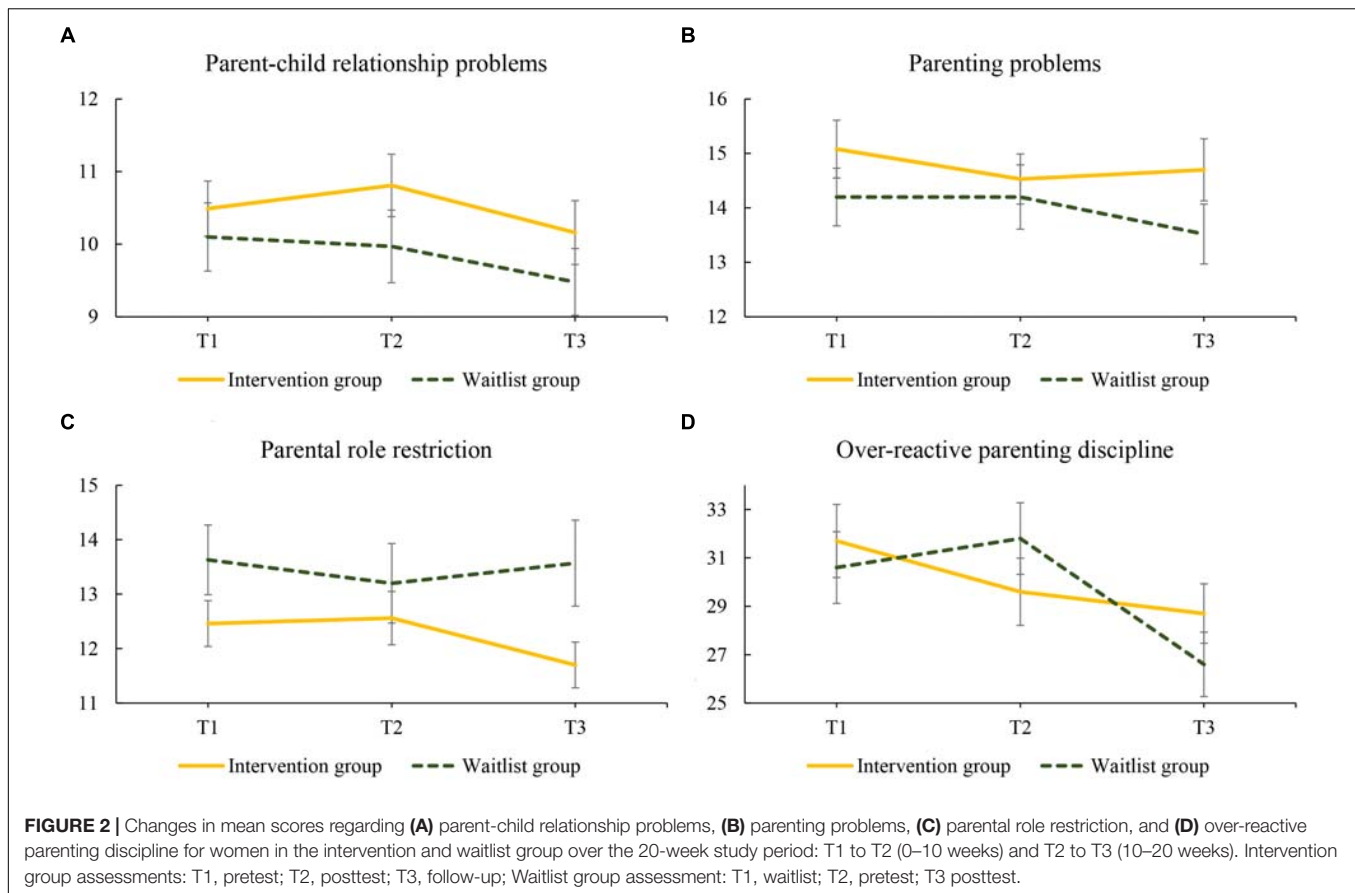 A
Parent-child relationship problems
12
11
10
9
T1 T2 T3
Intervention group Waitlist group
B
Parenting problems
16
15
14
13
12
T1 T2 T3
Intervention group Waitlist group
C
Parental role restriction
15
14
13
12
11
T1 T2 T3
Intervention group Waitlist group
D
Over-reactive parenting discipline
33
31
29
27
25
T1 T2 T3
Intervention group Waitlist group
FIGURE 2 | Changes in mean scores regarding (A) parent-child relationship problems, (B) parenting problems, (C) parental role restriction, and (D) over-reactive
parenting discipline for women in the intervention and waitlist group over the 20-week study period: T1 to T2 (0–10 weeks) and T2 to T3 (10–20 weeks). Intervention
group assessments: T1, pretest; T2, posttest; T3, follow-up; Waitlist group assessment: T1, waitlist; T2, pretest; T3 posttest.